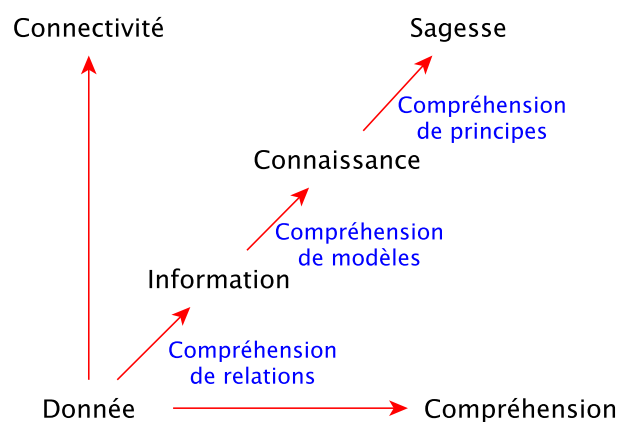 Connectivité
Sagesse
Compréhension
de principes
Connaissance
Compréhension
de modèles
Information
Compréhension
de relations
Donnée
Compréhension